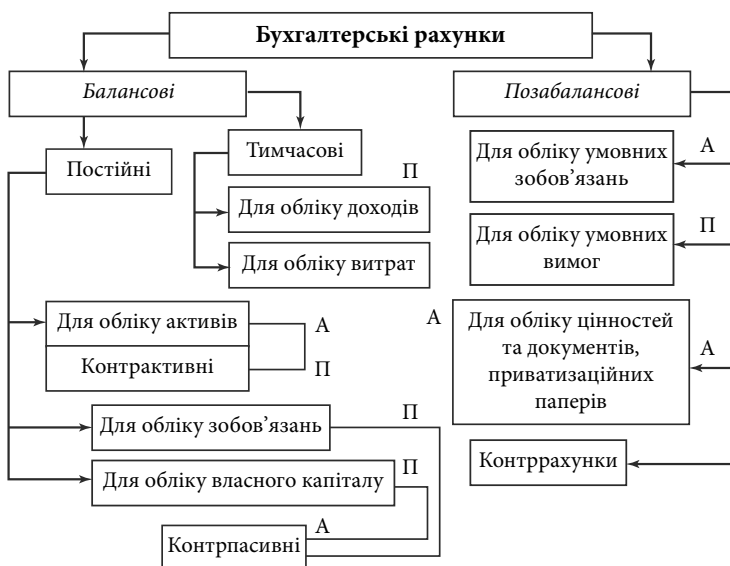 Бухгалтерські рахунки
Балансові
Позабалансові
Тимчасові
Постійні
П
Для обліку доходів
Для обліку витрат
Для обліку активів
А
Контрактивні
П
А
Для обліку зобов'язань
П
Для обліку власного капіталу
П
А
Контрпасивні
Для обліку умовних
зобов'язань
А
Для обліку умовних
вимог
П
Для обліку цінностей
та документів,
приватизаційних
паперів
А
Контррахунки